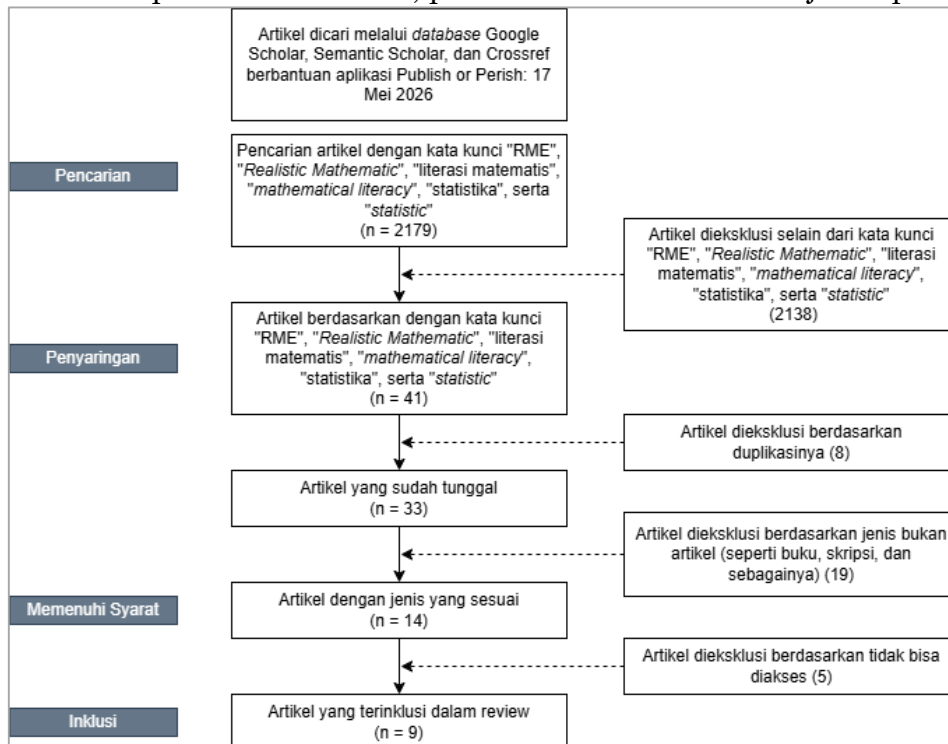 Artikel dicari melalui database Google
Scholar, Semantic Scholar, dan Crossref
berbantuan aplikasi Publish or Perish: 17
Mei 2026
Pencarian
Pencarian artikel dengan kata kunci "RME",
"Realistic Mathematic", "literasi matematis",
"mathematical literacy", "statistika", serta
"statistic"
(n = 2179)
Artikel dieksklusi selain dari kata kunci
"RME", "Realistic Mathematic", "literasi
matematis", "mathematical literacy",
"statistika", serta "statistic"
(2138)
Penyaringan
Artikel berdasarkan dengan kata kunci
"RME", "Realistic Mathematic", "literasi
matematis", "mathematical literacy",
"statistika", serta "statistic"
(n = 41)
Artikel dieksklusi berdasarkan
duplikasinya (8)
Artikel yang sudah tunggal
(n = 33)
Artikel dieksklusi berdasarkan jenis bukan
artikel (seperti buku, skripsi, dan
sebagainya) (19)
Memenuhi Syarat
Artikel dengan jenis yang sesuai
(n = 14)
Artikel dieksklusi berdasarkan tidak bisa
diakses (5)
Inklusi
Artikel yang terinklusi dalam review
(n = 9)